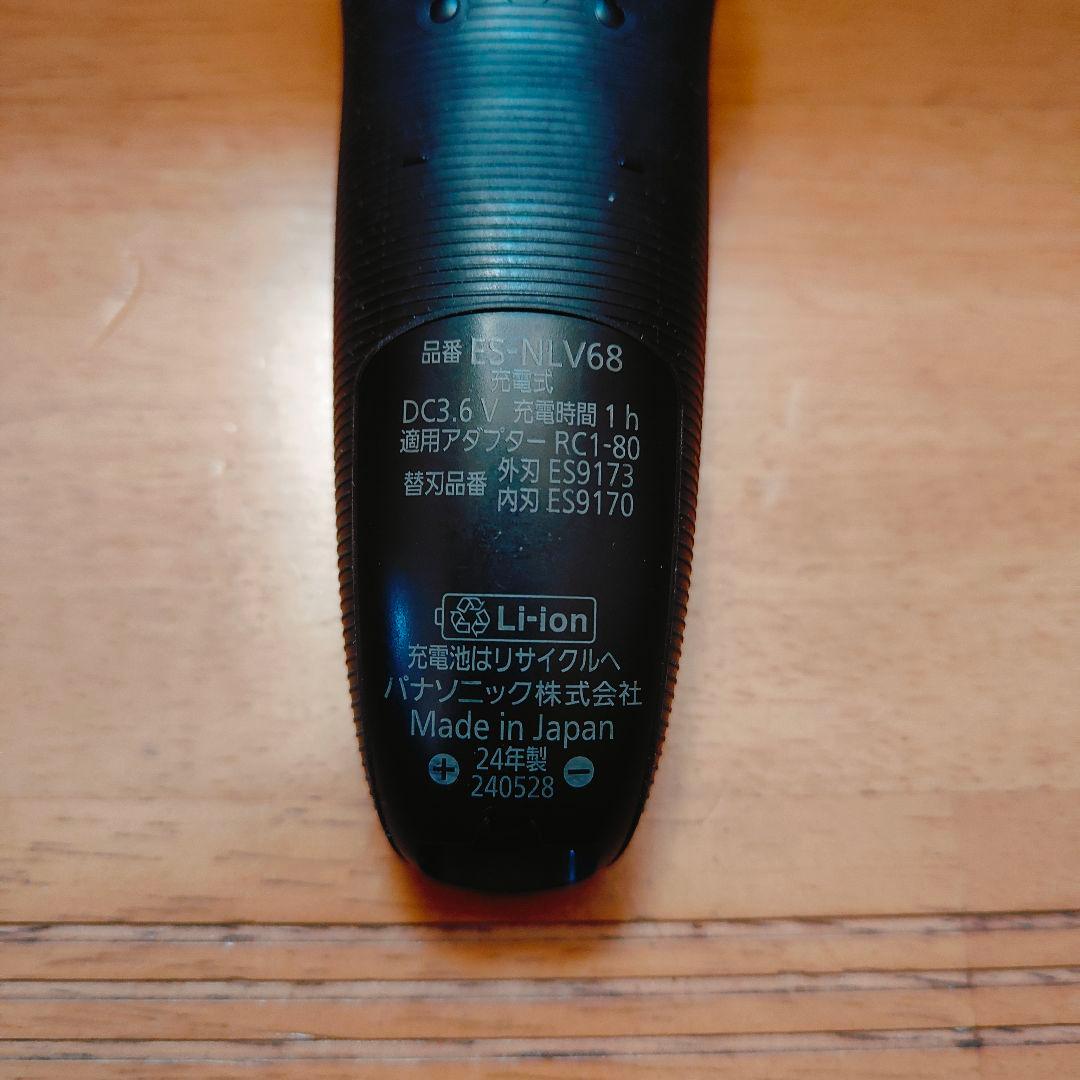 品番 ES-NLV68
充電式
DC3.6 V 充電時間 1 h
適用アダプター RC1-80
替刃品番 外刃 ES9173
内刃 ES9170
Li-ion
充電池はリサイクルへ
パナソニック株式会社
Made in Japan
24年製
240528